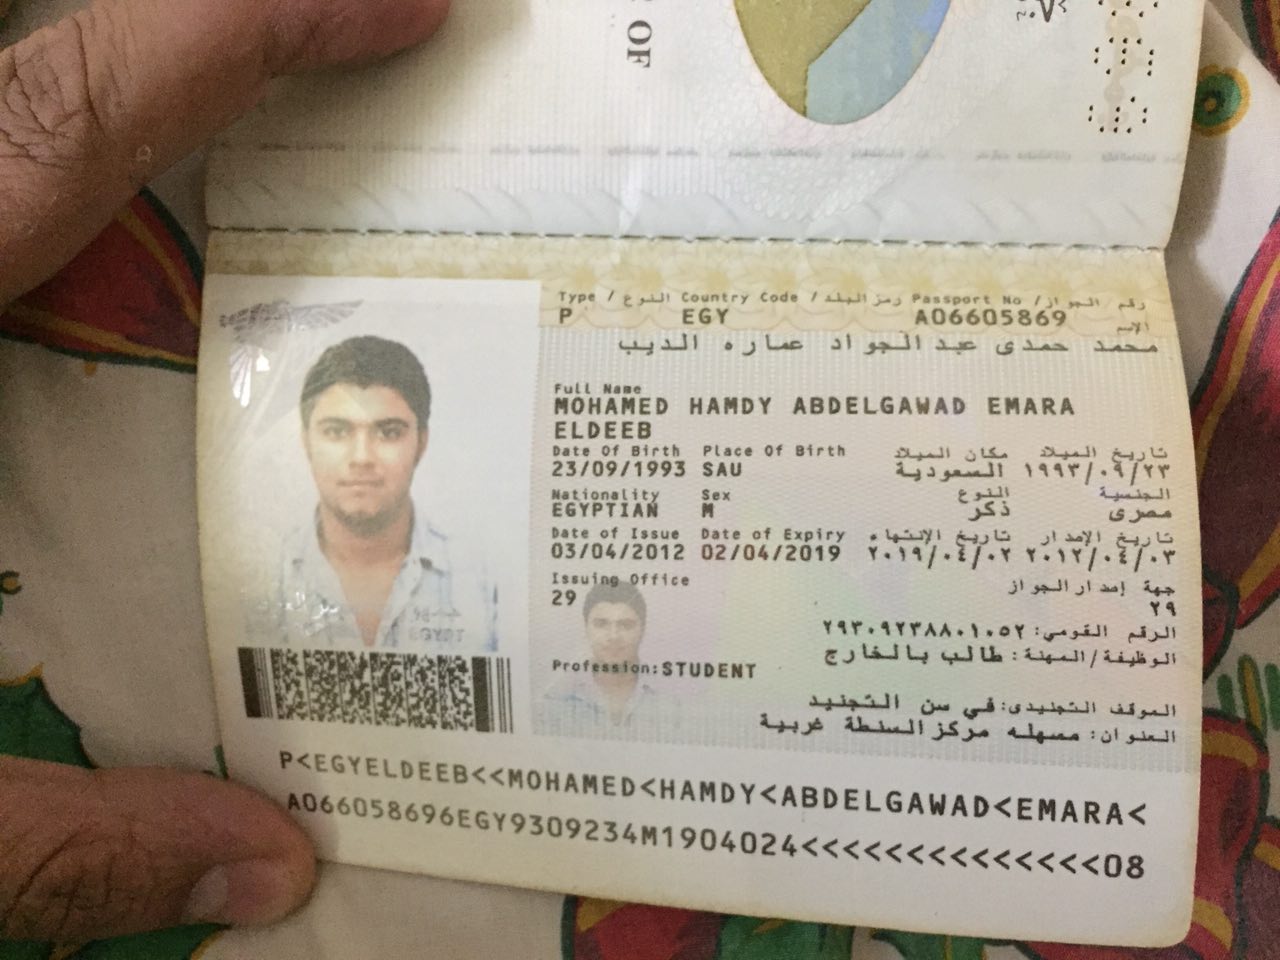 OF
Type / النوع Country Code / رمز البلد Passport No / رقم الجواز
P EGY A06605869
الإسم
محمد حمدى عبد الجواد عماره الديب
Full Name
MOHAMED HAMDY ABDELGAWAD EMARA
ELDEEB
Date Of Birth Place Of Birth مكان الميلاد تاريخ الميلاد
23/09/1993 SAU السعودية ١٩٩٣/٠٩/٢٣
Nationality Sex النوع الجنسية
EGYPTIAN M ذكر مصرى
Date of Issue Date of Expiry تاريخ الإنتهاء تاريخ الإصدار
03/04/2012 02/04/2019 ٢٠١٩/٠٤/٠٢ ٢٠١٢/٠٤/٠٣
Issuing Office جهة إصدار الجواز
29 ٢٩
الرقم القومى: ٢٩٣٠٩٢٣٨٨٠١٠٥٢
Profession: STUDENT الوظيفة/المهنة: طالب بالخارج
الموقف التجنيدى: في سن التجنيد
العنوان: مسهله مركز السنطة غربية
P<EGYELDEEB<<MOHAMED<HAMDY<ABDELGAWAD<EMARA<
A066058696EGY9309234M1904024<<<<<<<<<<<<<<08